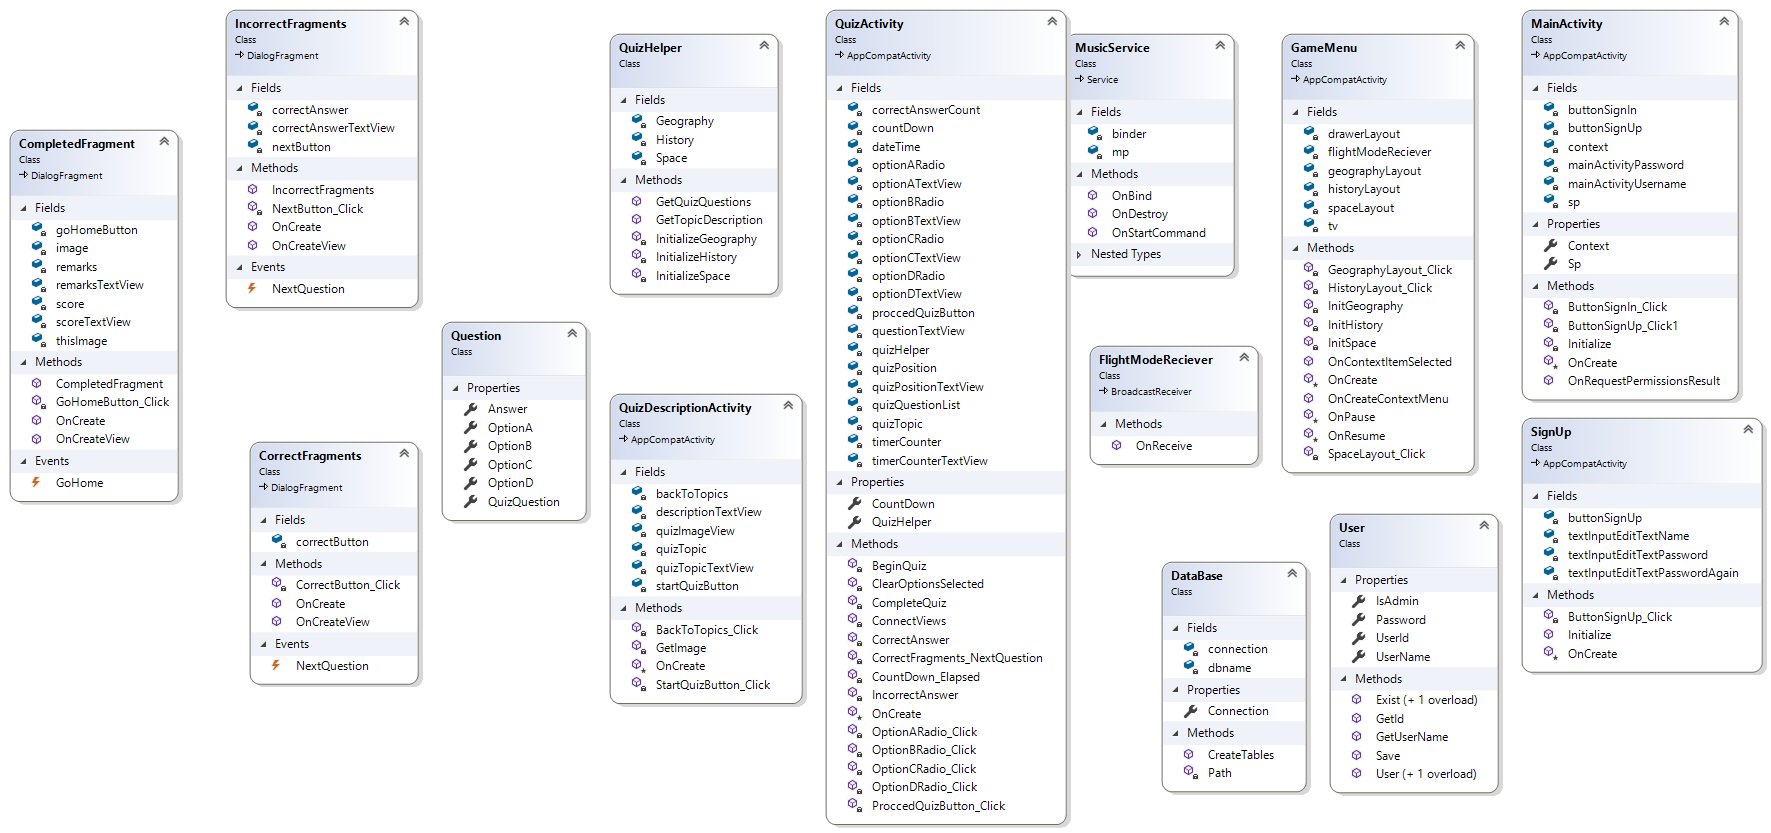 CompletedFragment
Class
DialogFragment
Fields
goHomeButton
image
remarks
remarksTextView
score
scoreTextView
thisImage
Methods
CompletedFragment
GoHomeButton_Click
OnCreate
OnCreateView
Events
GoHome
IncorrectFragments
Class
DialogFragment
Fields
correctAnswer
correctAnswerTextView
nextButton
Methods
IncorrectFragments
NextButton_Click
OnCreate
OnCreateView
Events
NextQuestion
CorrectFragments
Class
DialogFragment
Fields
correctButton
Methods
CorrectButton_Click
OnCreate
OnCreateView
Events
NextQuestion
Question
Class
Properties
Answer
OptionA
OptionB
OptionC
OptionD
QuizQuestion
QuizHelper
Class
Fields
Geography
History
Space
Methods
GetQuizQuestions
GetTopicDescription
InitializeGeography
InitializeHistory
InitializeSpace
QuizDescriptionActivity
Class
AppCompatActivity
Fields
backToTopics
descriptionTextView
quizImageView
quizTopic
quizTopicTextView
startQuizButton
Methods
BackToTopics_Click
GetImage
OnCreate
StartQuizButton_Click
QuizActivity
Class
AppCompatActivity
Fields
correctAnswerCount
countDown
dateTime
optionARadio
optionATextView
optionBRadio
optionBTextView
optionCRadio
optionCTextView
optionDRadio
optionDTextView
proccedQuizButton
questionTextView
quizHelper
quizPosition
quizPositionTextView
quizQuestionList
quizTopic
timerCounter
timerCounterTextView
Properties
CountDown
QuizHelper
Methods
BeginQuiz
ClearOptionsSelected
CompleteQuiz
ConnectViews
CorrectAnswer
CorrectFragments_NextQuestion
CountDown_Elapsed
IncorrectAnswer
OnCreate
OptionARadio_Click
OptionBRadio_Click
OptionCRadio_Click
OptionDRadio_Click
ProccedQuizButton_Click
MusicService
Class
Service
Fields
binder
mp
Methods
OnBind
OnDestroy
OnStartCommand
Nested Types
FlightModeReciever
Class
BroadcastReceiver
Methods
OnReceive
DataBase
Class
Fields
connection
dbname
Properties
Connection
Methods
CreateTables
Path
GameMenu
Class
AppCompatActivity
Fields
drawerLayout
flightModeReciever
geographyLayout
historyLayout
spaceLayout
tv
Methods
GeographyLayout_Click
HistoryLayout_Click
InitGeography
InitHistory
InitSpace
OnContextItemSelected
OnCreate
OnCreateContextMenu
OnPause
OnResume
SpaceLayout_Click
User
Class
Properties
IsAdmin
Password
UserId
UserName
Methods
Exist (+ 1 overload)
GetId
GetUserName
Save
User (+ 1 overload)
MainActivity
Class
AppCompatActivity
Fields
buttonSignIn
buttonSignUp
context
mainActivityPassword
mainActivityUsername
sp
Properties
Context
Sp
Methods
ButtonSignIn_Click
ButtonSignUp_Click1
Initialize
OnCreate
OnRequestPermissionsResult
SignUp
Class
AppCompatActivity
Fields
buttonSignUp
textInputEditTextName
textInputEditTextPassword
textInputEditTextPasswordAgain
Methods
ButtonSignUp_Click
Initialize
OnCreate